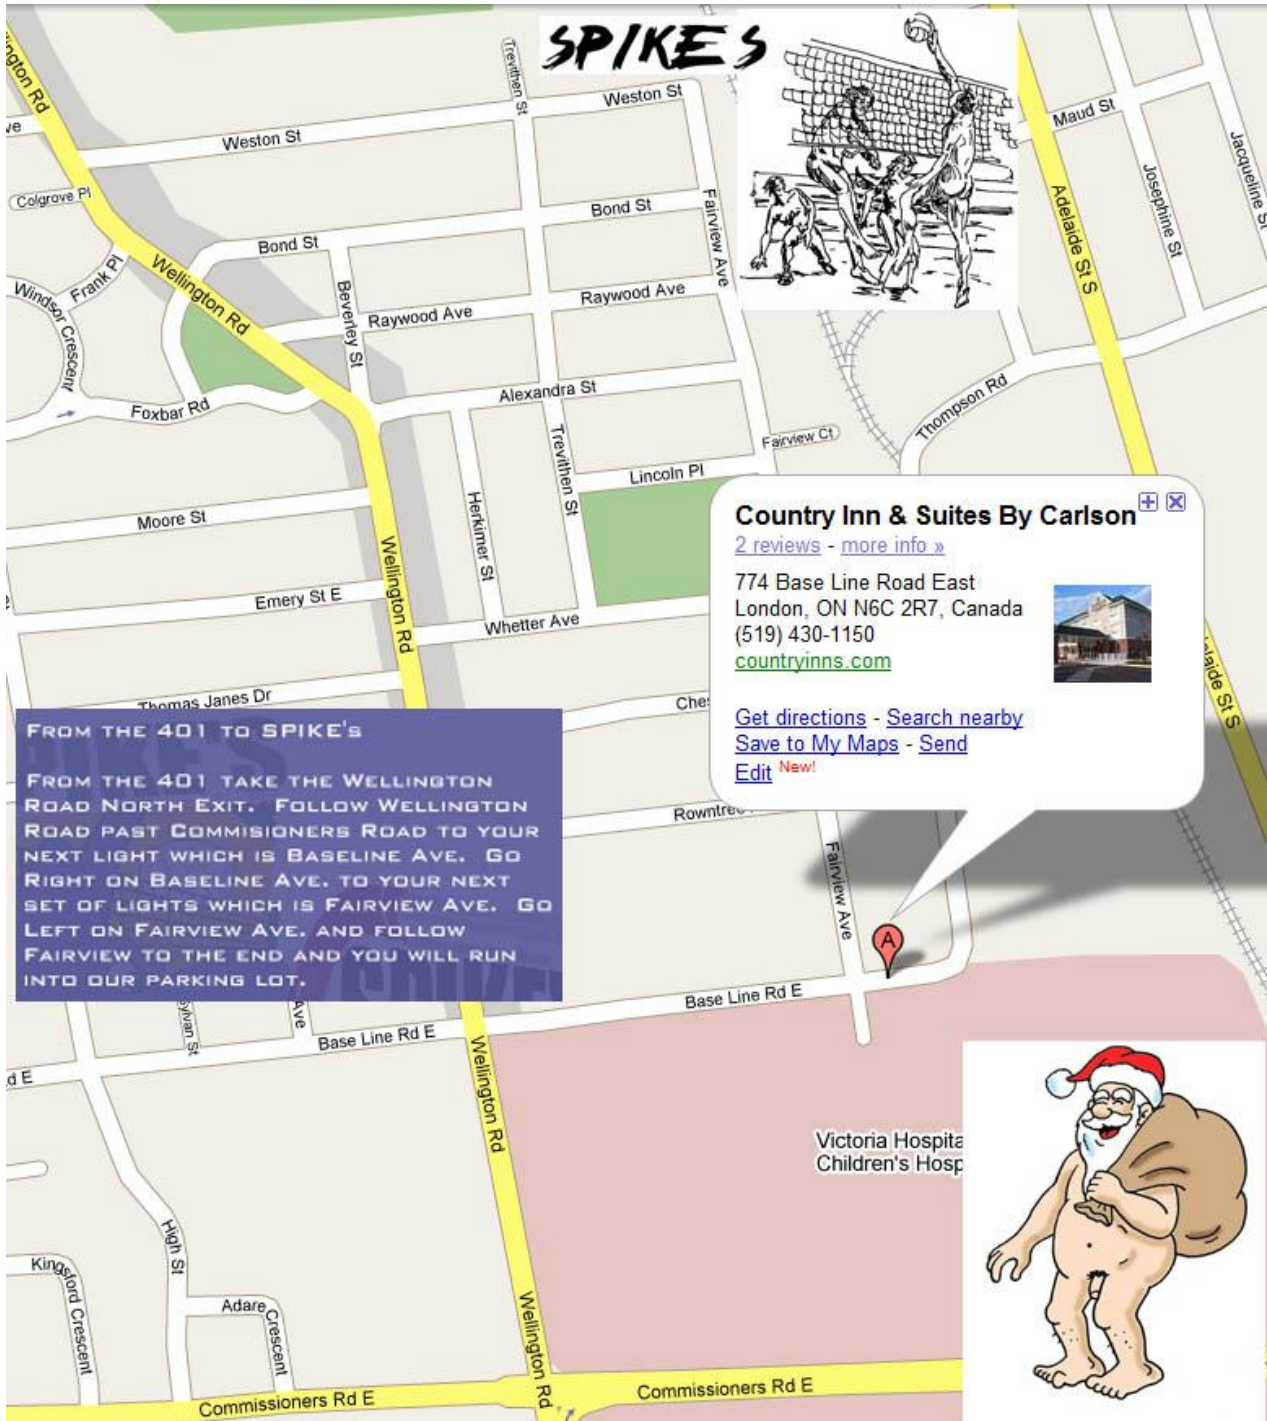 SPIKES
Trevithen St
Weston St
Weston St
Maud St
Jacqueline St
Josephine St
Adelaide St S
Colgrove Pl
Bond St
Bond St
Fairview Ave
Frank Pl
Windsor Crescent
Wellington Rd
Beverley St
Raywood Ave
Raywood Ave
Foxbar Rd
Alexandra St
Thompson Rd
Fairview Ct
Trevithen St
Lincoln Pl
Herkimer St
Moore St
Wellington Rd
Emery St E
Whetter Ave
Country Inn & Suites By Carlson
2 reviews - more info »
774 Base Line Road East
London, ON N6C 2R7, Canada
(519) 430-1150
countryinns.com
Get directions - Search nearby
Save to My Maps - Send
Edit New!
Thomas Janes Dr
FROM THE 401 TO SPIKE's
FROM THE 401 TAKE THE WELLINGTON
ROAD NORTH EXIT. FOLLOW WELLINGTON
ROAD PAST COMMISIONERS ROAD TO YOUR
NEXT LIGHT WHICH IS BASELINE AVE. GO
RIGHT ON BASELINE AVE. TO YOUR NEXT
SET OF LIGHTS WHICH IS FAIRVIEW AVE. GO
LEFT ON FAIRVIEW AVE. AND FOLLOW
FAIRVIEW TO THE END AND YOU WILL RUN
INTO OUR PARKING LOT.
Fairview Ave
A
Base Line Rd E
Base Line Rd E
Sylvan St
Ave
Wellington Rd
Victoria Hospita
Children's Hosp
High St
Kingsford Crescent
Adare Crescent
Wellington Rd
Commissioners Rd E
Commissioners Rd E